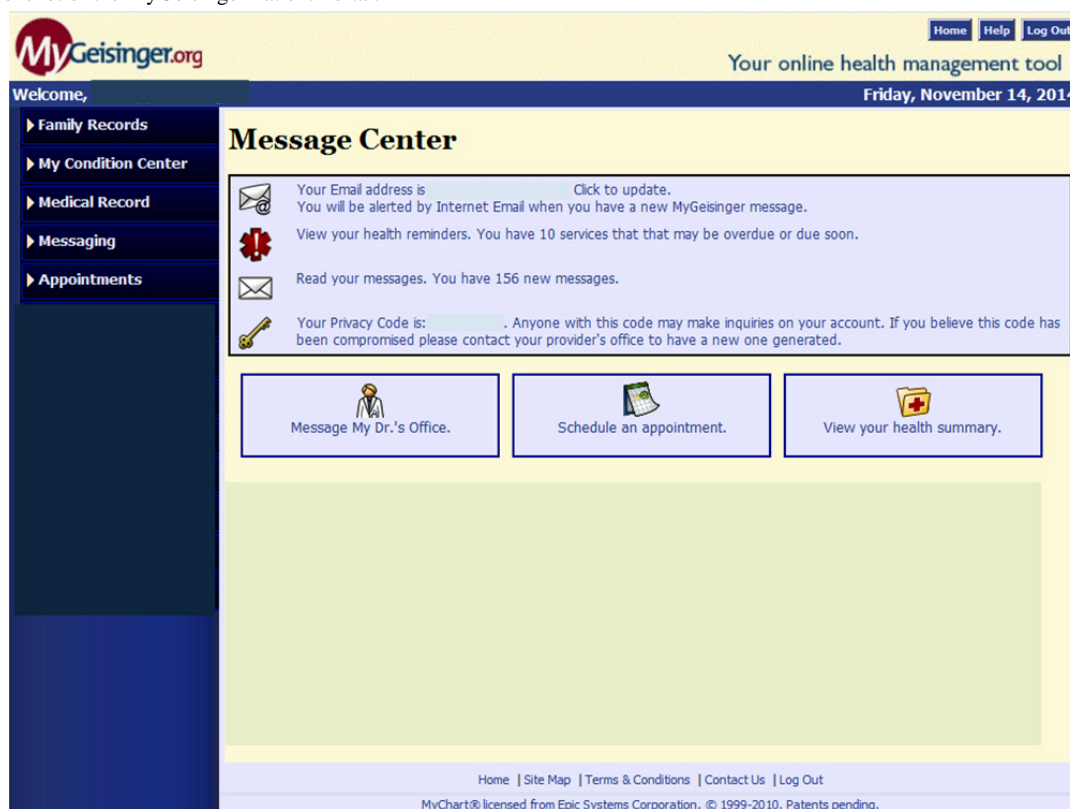 MyGeisinger.org
Home Help Log Out
Your online health management tool
Welcome,
Friday, November 14, 2014
Family Records
My Condition Center
Medical Record
Messaging
Appointments
Message Center
Your Email address is Click to update.
You will be alerted by Internet Email when you have a new MyGeisinger message.
View your health reminders. You have 10 services that that may be overdue or due soon.
Read your messages. You have 156 new messages.
Your Privacy Code is: . Anyone with this code may make inquiries on your account. If you believe this code has
been compromised please contact your provider's office to have a new one generated.
Message My Dr.'s Office.
Schedule an appointment.
View your health summary.
Home | Site Map | Terms & Conditions | Contact Us | Log Out
MyChart® licensed from Epic Systems Corporation, © 1999-2010. Patents pending.